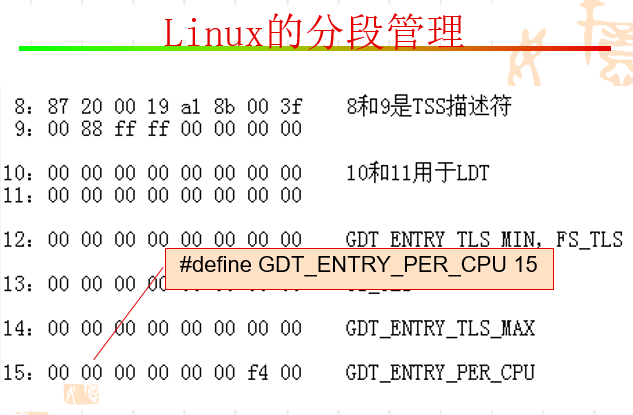 Linux的分段管理
8: 87 20 00 19 a1 8b 00 3f 8和9是TSS描述符
9: 00 88 ff ff 00 00 00 00
10: 00 00 00 00 00 00 00 00 10和11用于LDT
11: 00 00 00 00 00 00 00 00
12: 00 00 00 00 00 00 00 00 GDT_ENTRY_TLS_MIN, FS_TLS
#define GDT_ENTRY_PER_CPU 15
13: 00 00 00 00
14: 00 00 00 00 00 00 00 00 GDT_ENTRY_TLS_MAX
15: 00 00 00 00 00 00 f4 00 GDT_ENTRY_PER_CPU